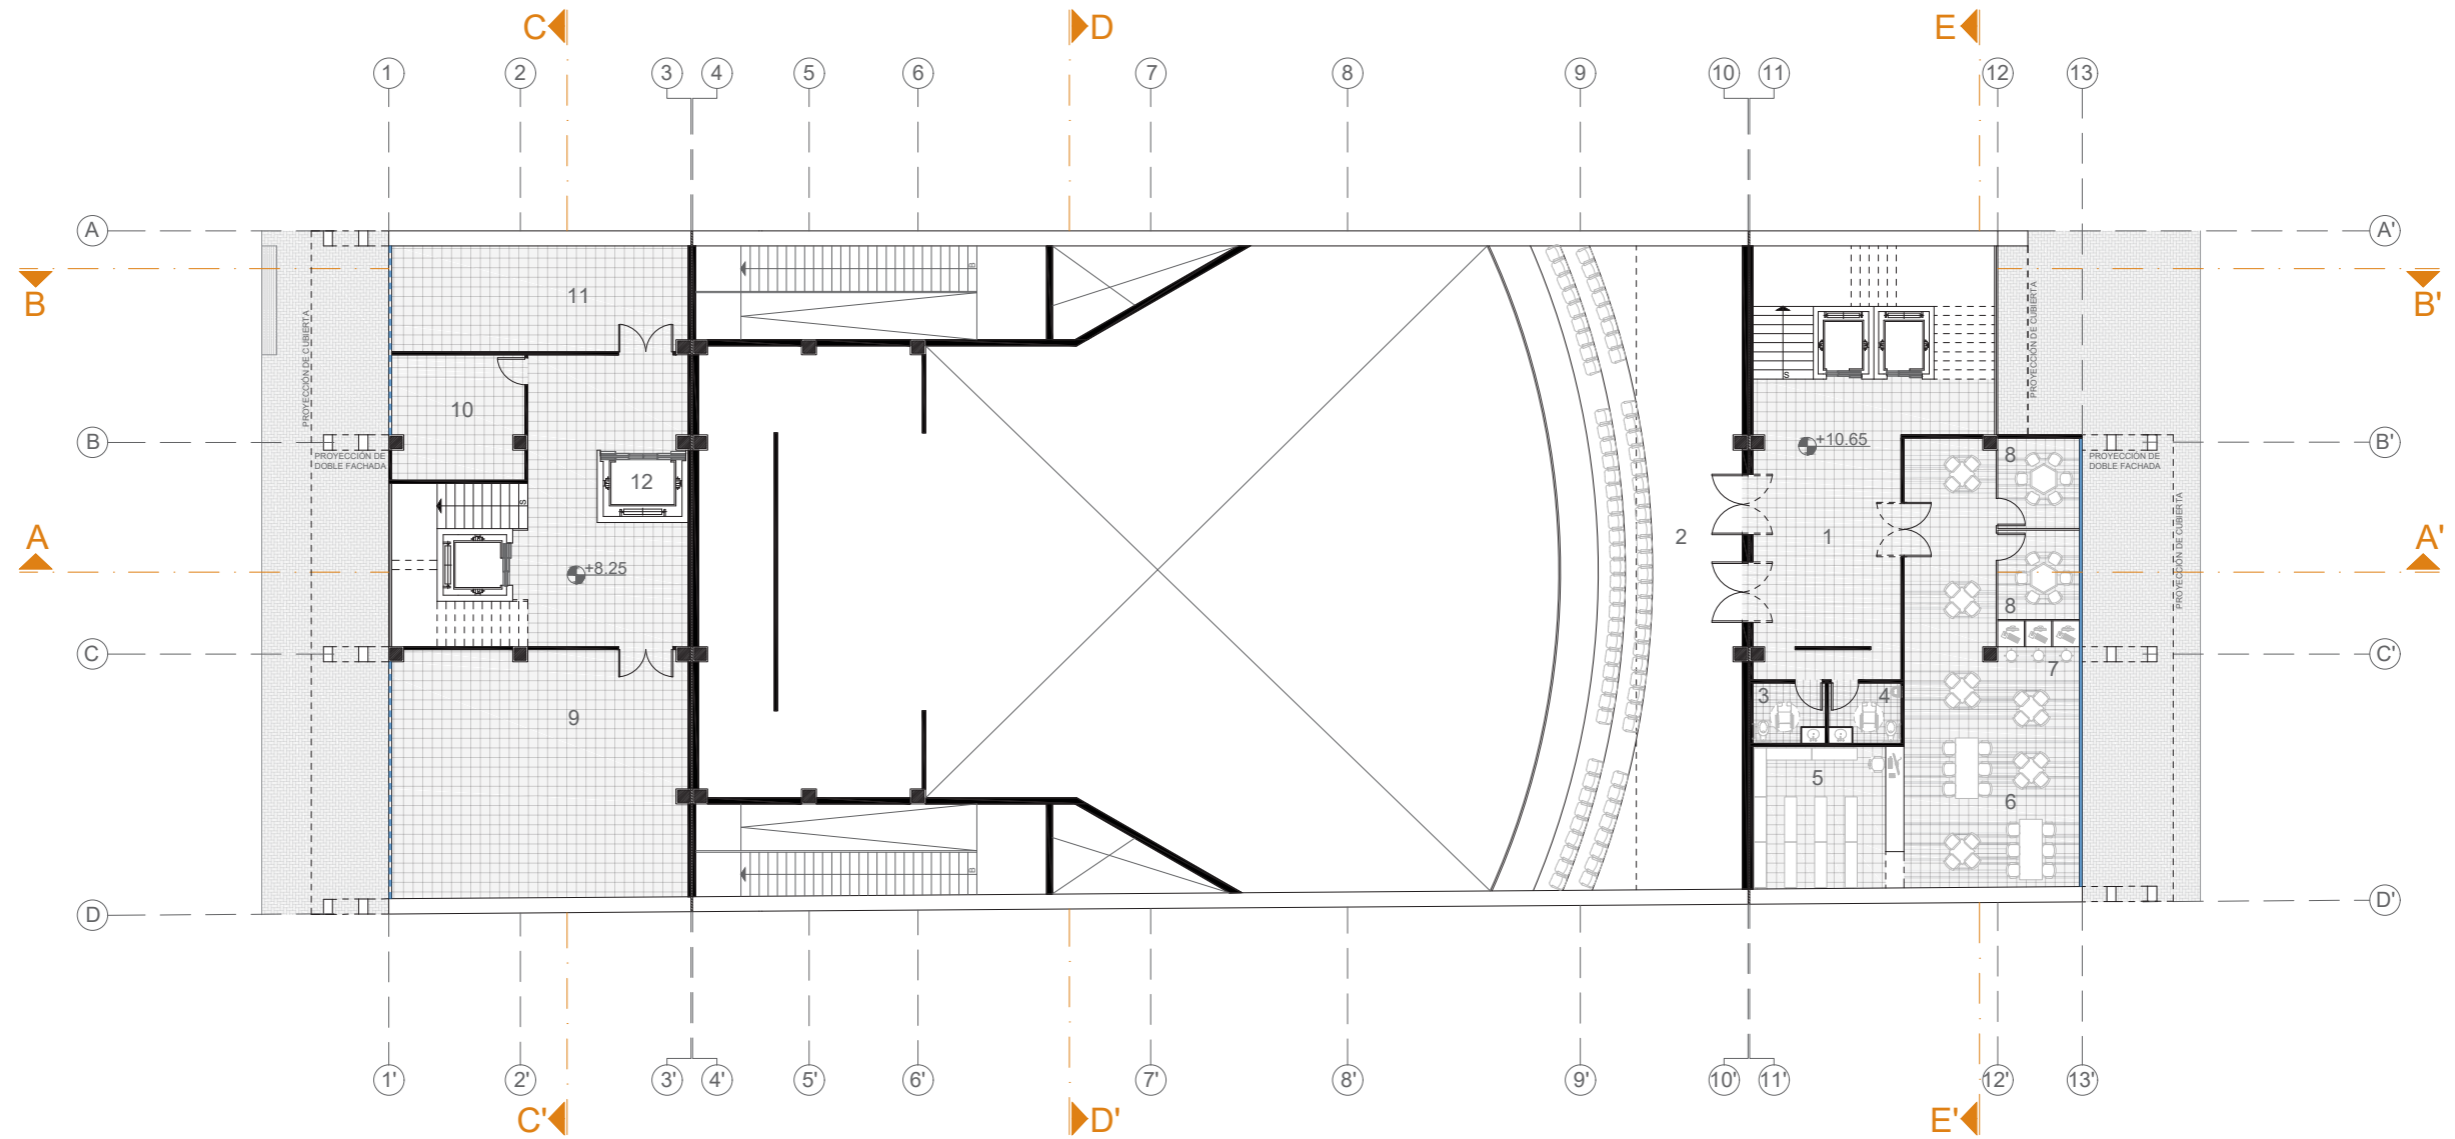 C D E
1 2 3 4 5 6 7 8 9 10 11 12 13
A A'
B B'
11
PROYECCIÓN DE CUBIERTA
PROYECCIÓN DE CUBIERTA
B
B
S
10
12
S
+8.25
B B'
PROYECCIÓN DE
DOBLE FACHADA
+10.65
8
PROYECCIÓN DE
DOBLE FACHADA
PROYECCIÓN DE CUBIERTA
A A'
2 1
8
C C'
7
9
3 4
5
6
B
D D'
1' 2' 3' 4' 5' 6' 7' 8' 9' 10' 11' 12' 13'
C' D' E'